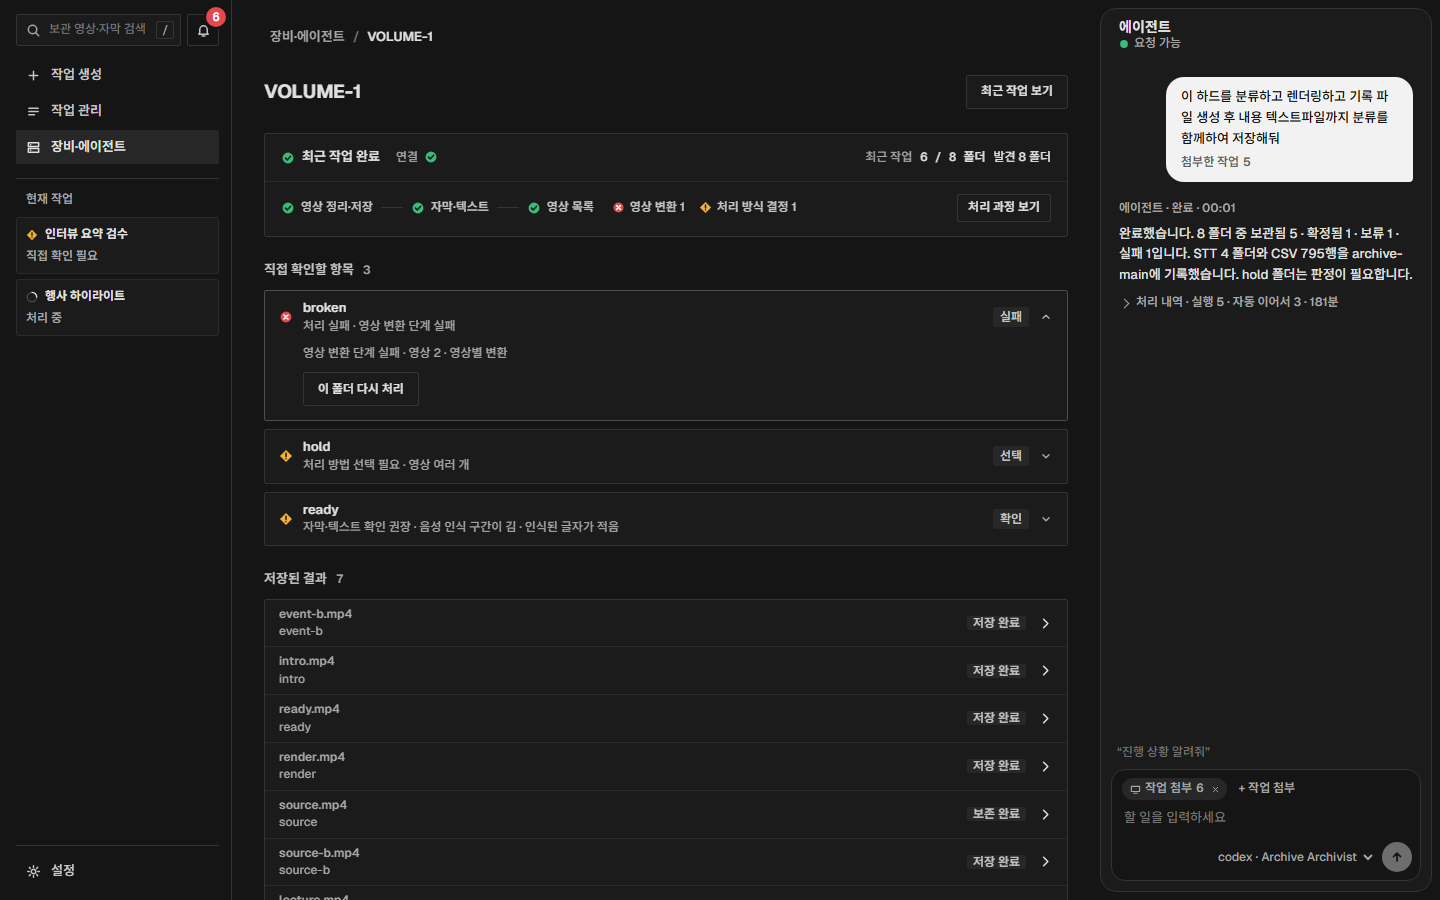 보관 영상·자막 검색 /
6
작업 생성
작업 관리
장비·에이전트
현재 작업
인터뷰 요약 검수
직접 확인 필요
행사 하이라이트
처리 중
설정
장비·에이전트 / VOLUME-1
VOLUME-1
최근 작업 보기
최근 작업 완료 연결
최근 작업 6 / 8 폴더 발견 8 폴더
영상 정리·저장 자막·텍스트 영상 목록 영상 변환 1 처리 방식 결정 1
처리 과정 보기
직접 확인할 항목 3
broken
처리 실패 · 영상 변환 단계 실패
실패
영상 변환 단계 실패 · 영상 2 · 영상별 변환
이 폴더 다시 처리
hold
처리 방법 선택 필요 · 영상 여러 개
선택
ready
자막·텍스트 확인 권장 · 음성 인식 구간이 김 · 인식된 글자가 적음
확인
저장된 결과 7
event-b.mp4
event-b
저장 완료
intro.mp4
intro
저장 완료
ready.mp4
ready
저장 완료
render.mp4
render
저장 완료
source.mp4
source
보존 완료
source-b.mp4
source-b
저장 완료
lecture.mp4
에이전트
요청 가능
이 하드를 분류하고 렌더링하고 기록 파
일 생성 후 내용 텍스트파일까지 분류를
함께하여 저장해둬
첨부한 작업 5
에이전트 · 완료 · 00:01
완료했습니다. 8 폴더 중 보관됨 5 · 확정됨 1 · 보류 1 ·
실패 1입니다. STT 4 폴더와 CSV 795행을 archive-
main에 기록했습니다. hold 폴더는 판정이 필요합니다.
처리 내역 · 실행 5 · 자동 이어서 3 · 181분
“진행 상황 알려줘”
작업 첨부 6 × + 작업 첨부
할 일을 입력하세요
codex · Archive Archivist